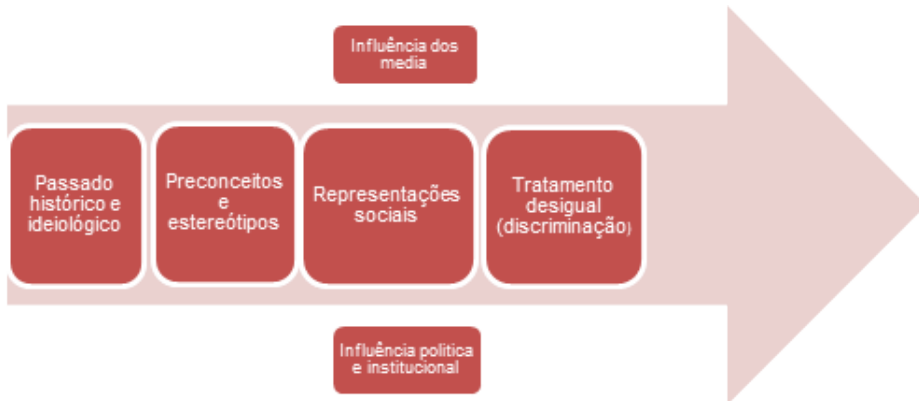 Influência dos
media
Passado
histórico e
ideiológico
Preconceitos
e
estereótipos
Representações
sociais
Tratamento
desigual
(discriminação)
Influência politica
e institucional